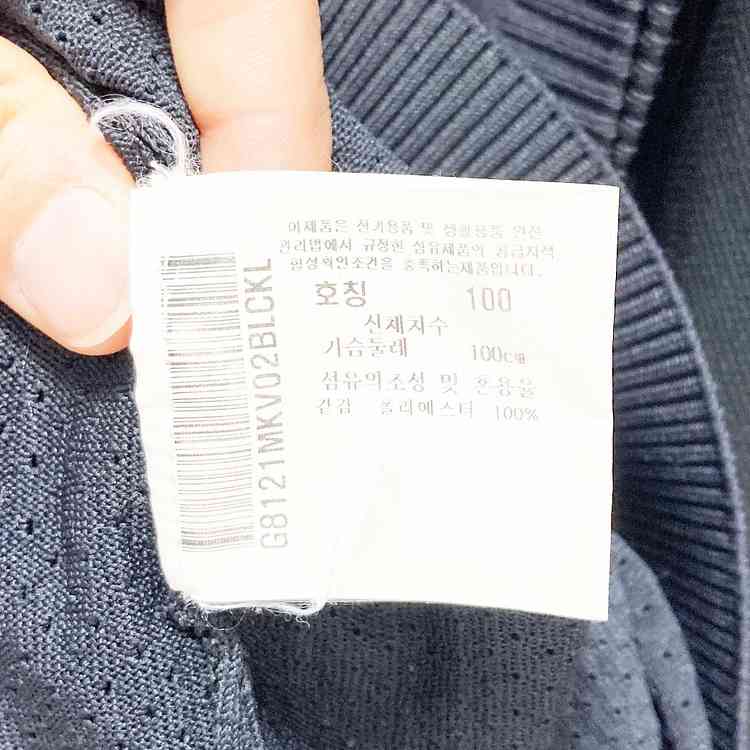 이제품은 전기용품 및 생활용품 안전
관리법에서 규정한 섬유제품의 공급자적
합성확인조건을 충족하는제품입니다.
호칭 100
신체치수
가슴둘레 100cm
섬유의조성 및 혼용율
겉감 폴리에스터 100%
G8121MKV02BLCKL